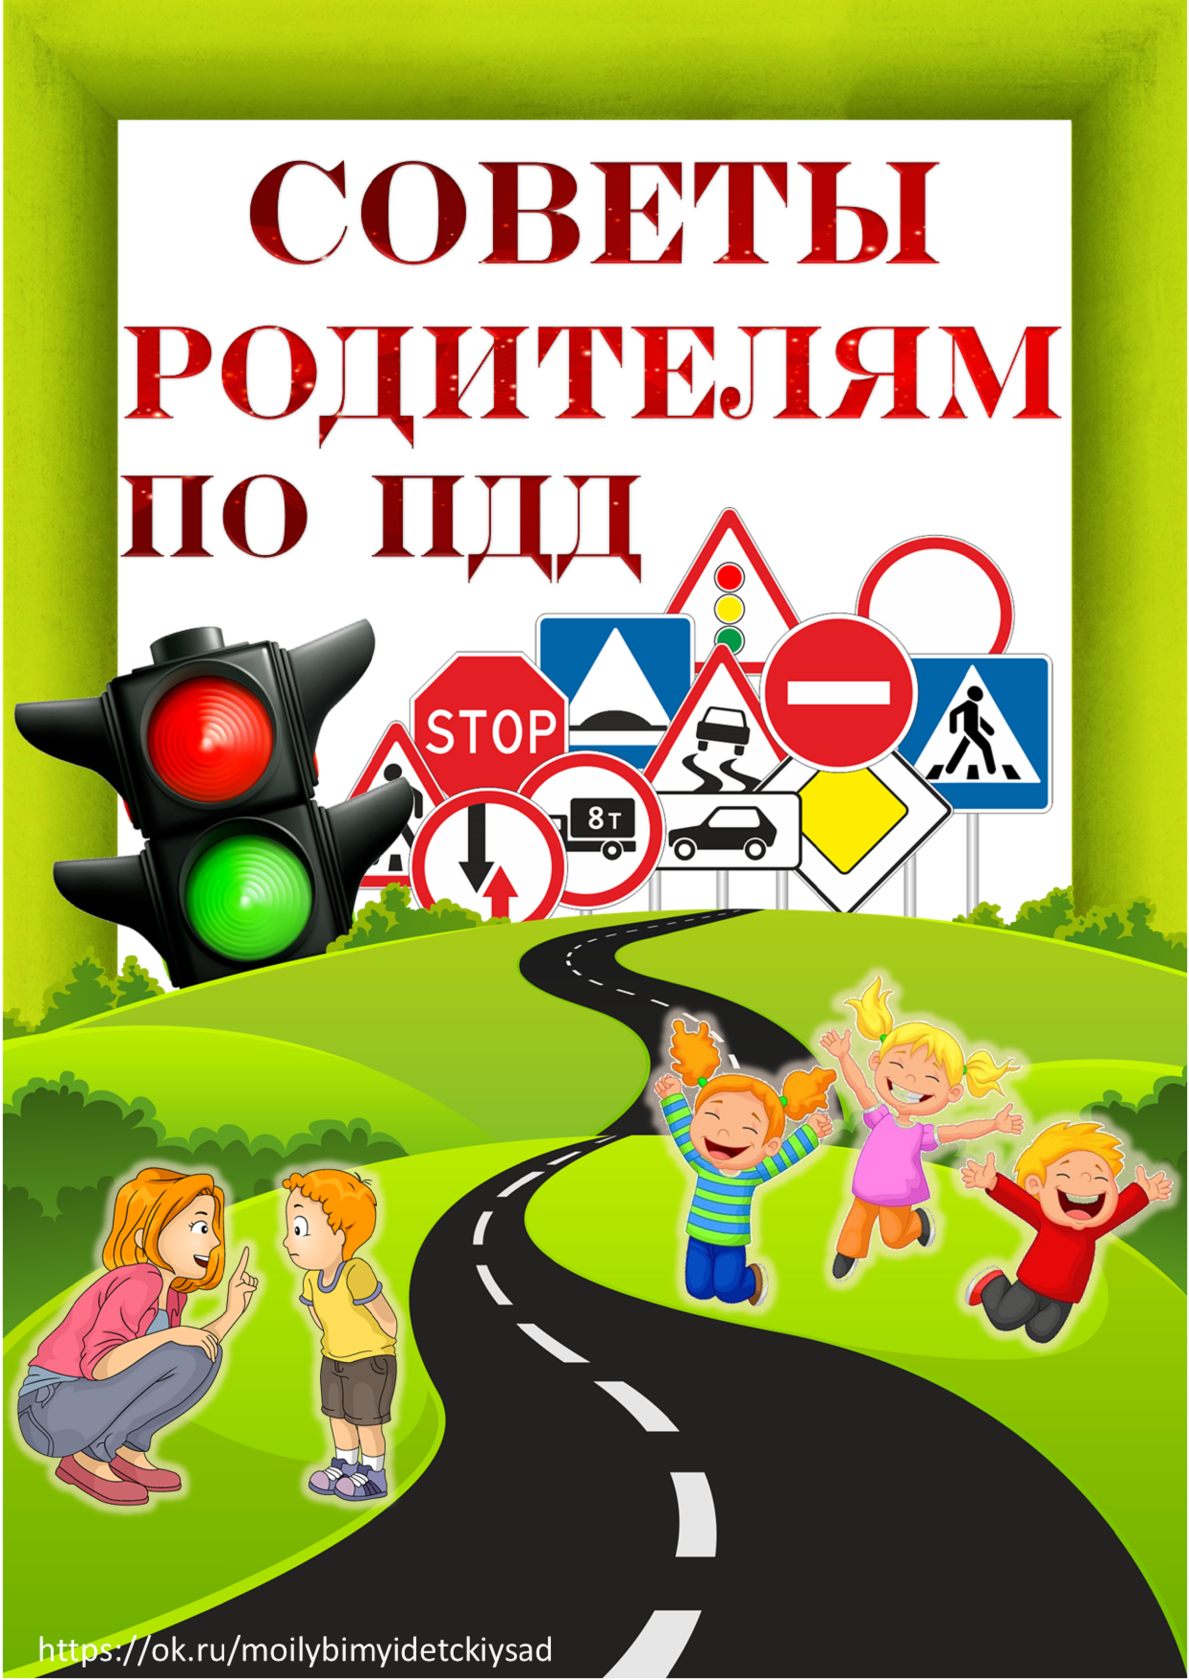 СОВЕТЫ
РОДИТЕЛЯМ
ПО ПДД
STOP
8т
https://ok.ru/moilybimyidetckiysad